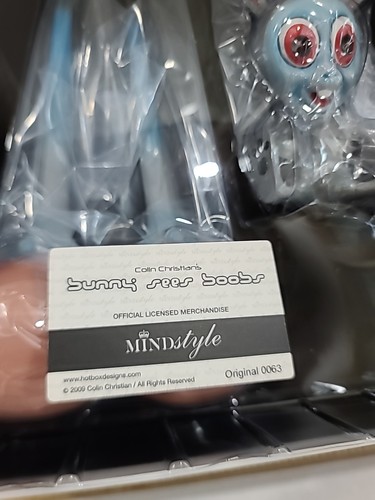 Colin Christian's
bunny sees boobs
OFFICIAL LICENSED MERCHANDISE
MINDstyle
www.hotboxdesigns.com
© 2009 Colin Christian / All Rights Reserved
Original 0063